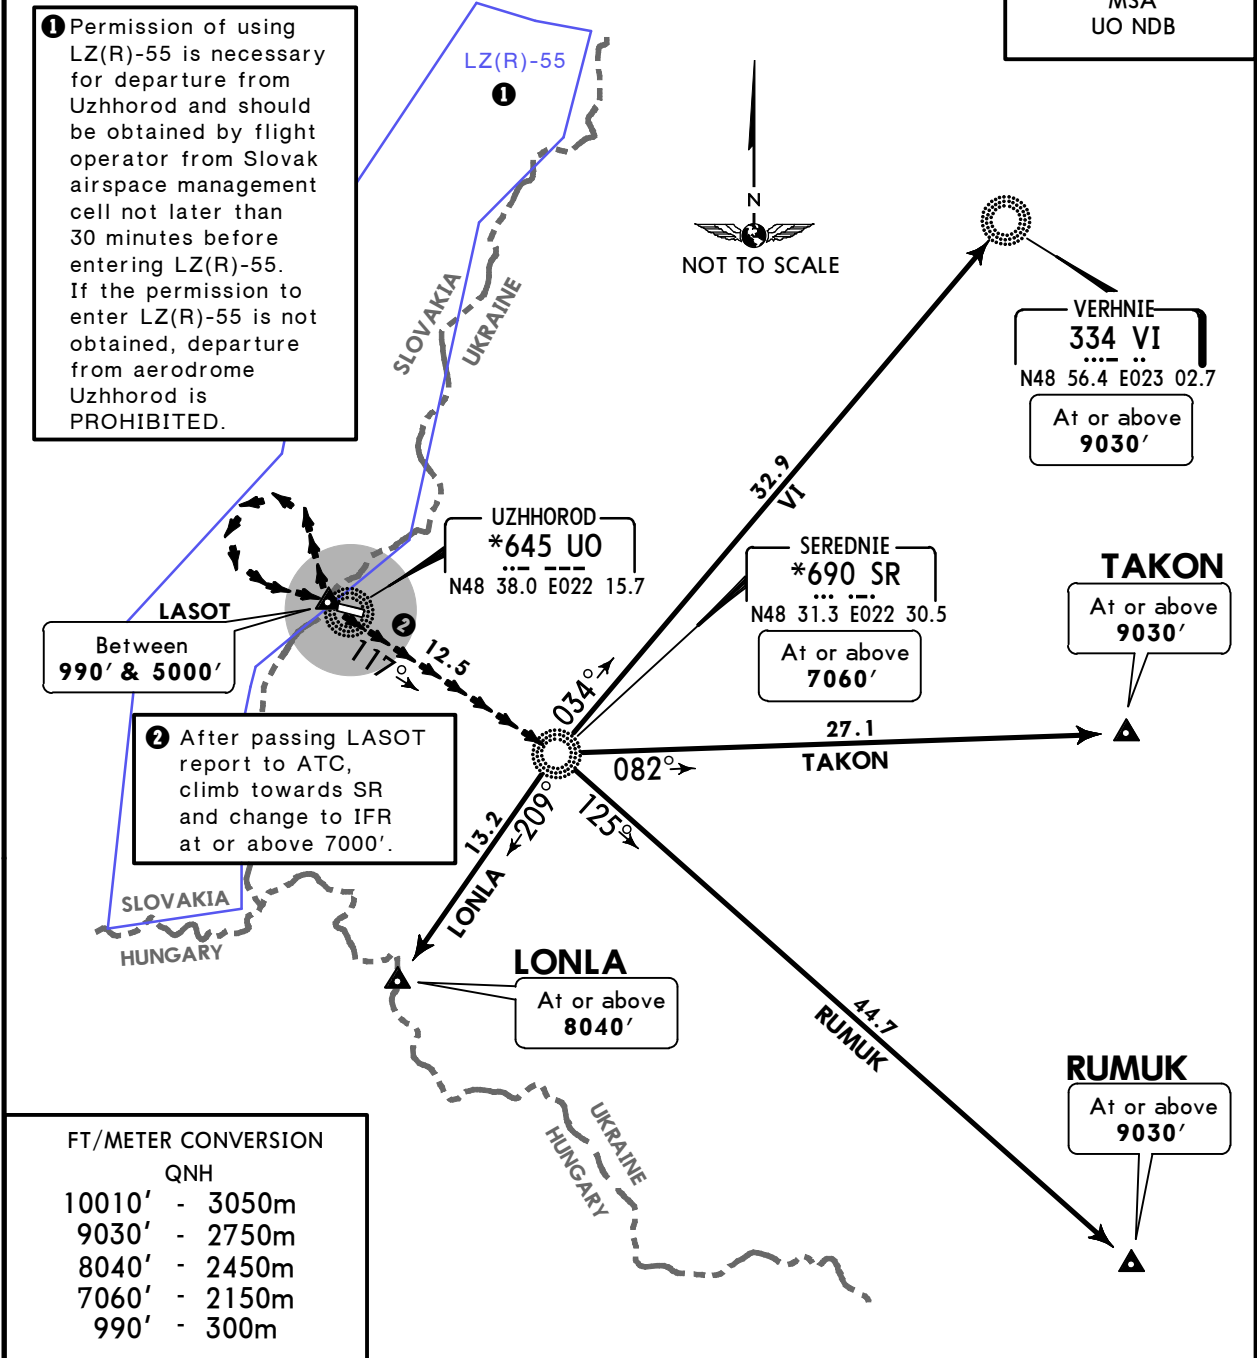 MSA
UO NDB
❶ Permission of using
LZ(R)-55 is necessary
for departure from
Uzhhorod and should
be obtained by flight
operator from Slovak
airspace management
cell not later than
30 minutes before
entering LZ(R)-55.
If the permission to
enter LZ(R)-55 is not
obtained, departure
from aerodrome
Uzhhorod is
PROHIBITED.
LZ(R)-55
❶
N
NOT TO SCALE
SLOVAKIA
UKRAINE
VERHNIE
334 VI
N48 56.4 E023 02.7
At or above
9030'
32.9
VI
UZHHOROD
*645 UO
N48 38.0 E022 15.7
SEREDNIE
*690 SR
N48 31.3 E022 30.5
At or above
7060'
TAKON
At or above
9030'
LASOT
Between
990' & 5000'
❷
117°
12.5
034°
27.1
082°
TAKON
❷ After passing LASOT
report to ATC,
climb towards SR
and change to IFR
at or above 7000'.
13.2
209°
125°
LONLA
SLOVAKIA
HUNGARY
LONLA
At or above
8040'
44.7
RUMUK
RUMUK
At or above
9030'
UKRAINE
HUNGARY
FT/METER CONVERSION
QNH
10010' - 3050m
9030' - 2750m
8040' - 2450m
7060' - 2150m
990' - 300m